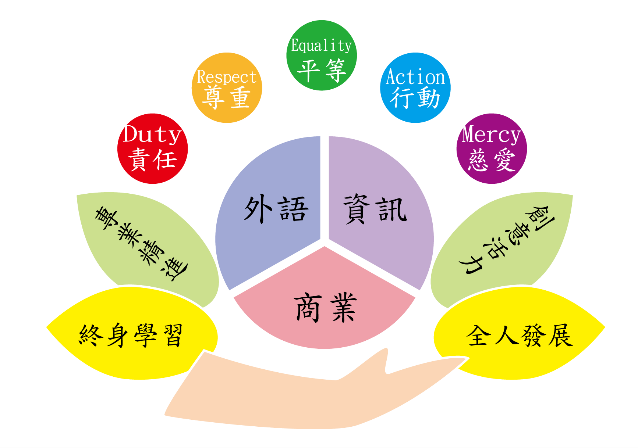 Equality
平等
Respect
尊重
Action
行動
Duty
責任
Mercy
慈愛
外語
資訊
商業
專業精進
創意活力
終身學習
全人發展